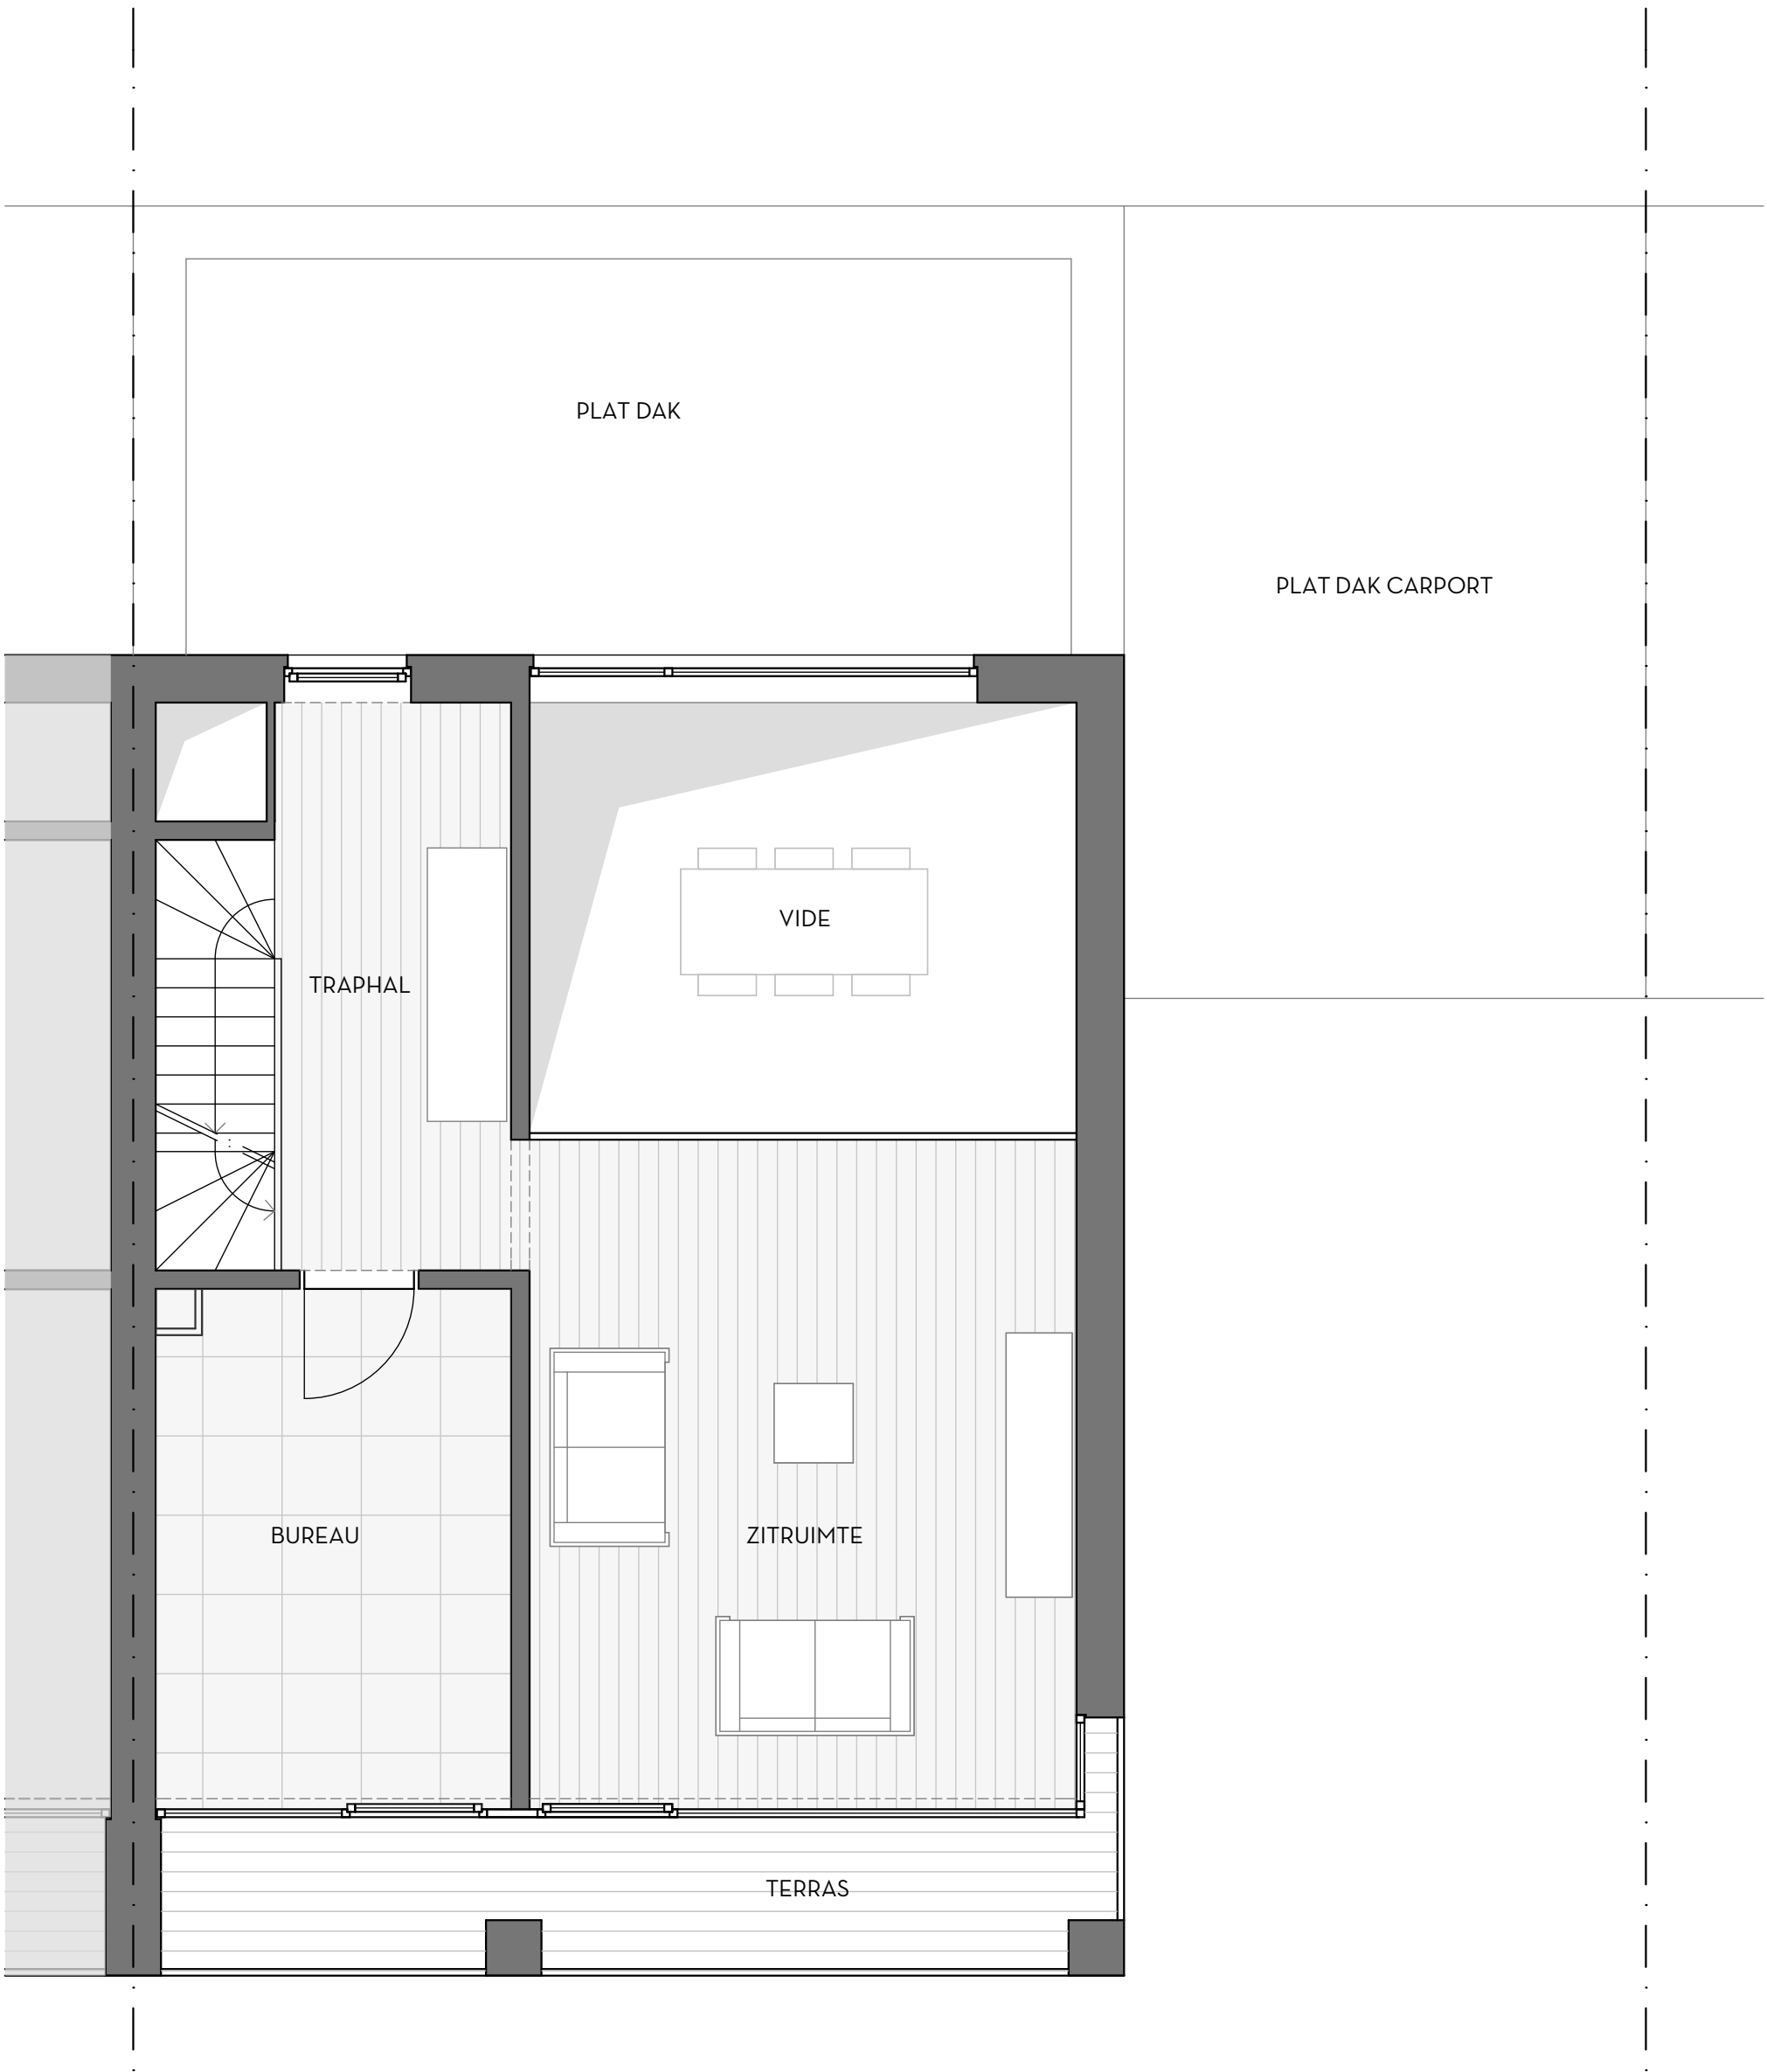 PLAT DAK
PLAT DAK CARPORT
VIDE
TRAPHAL
BUREAU
ZITRUIMTE
TERRAS